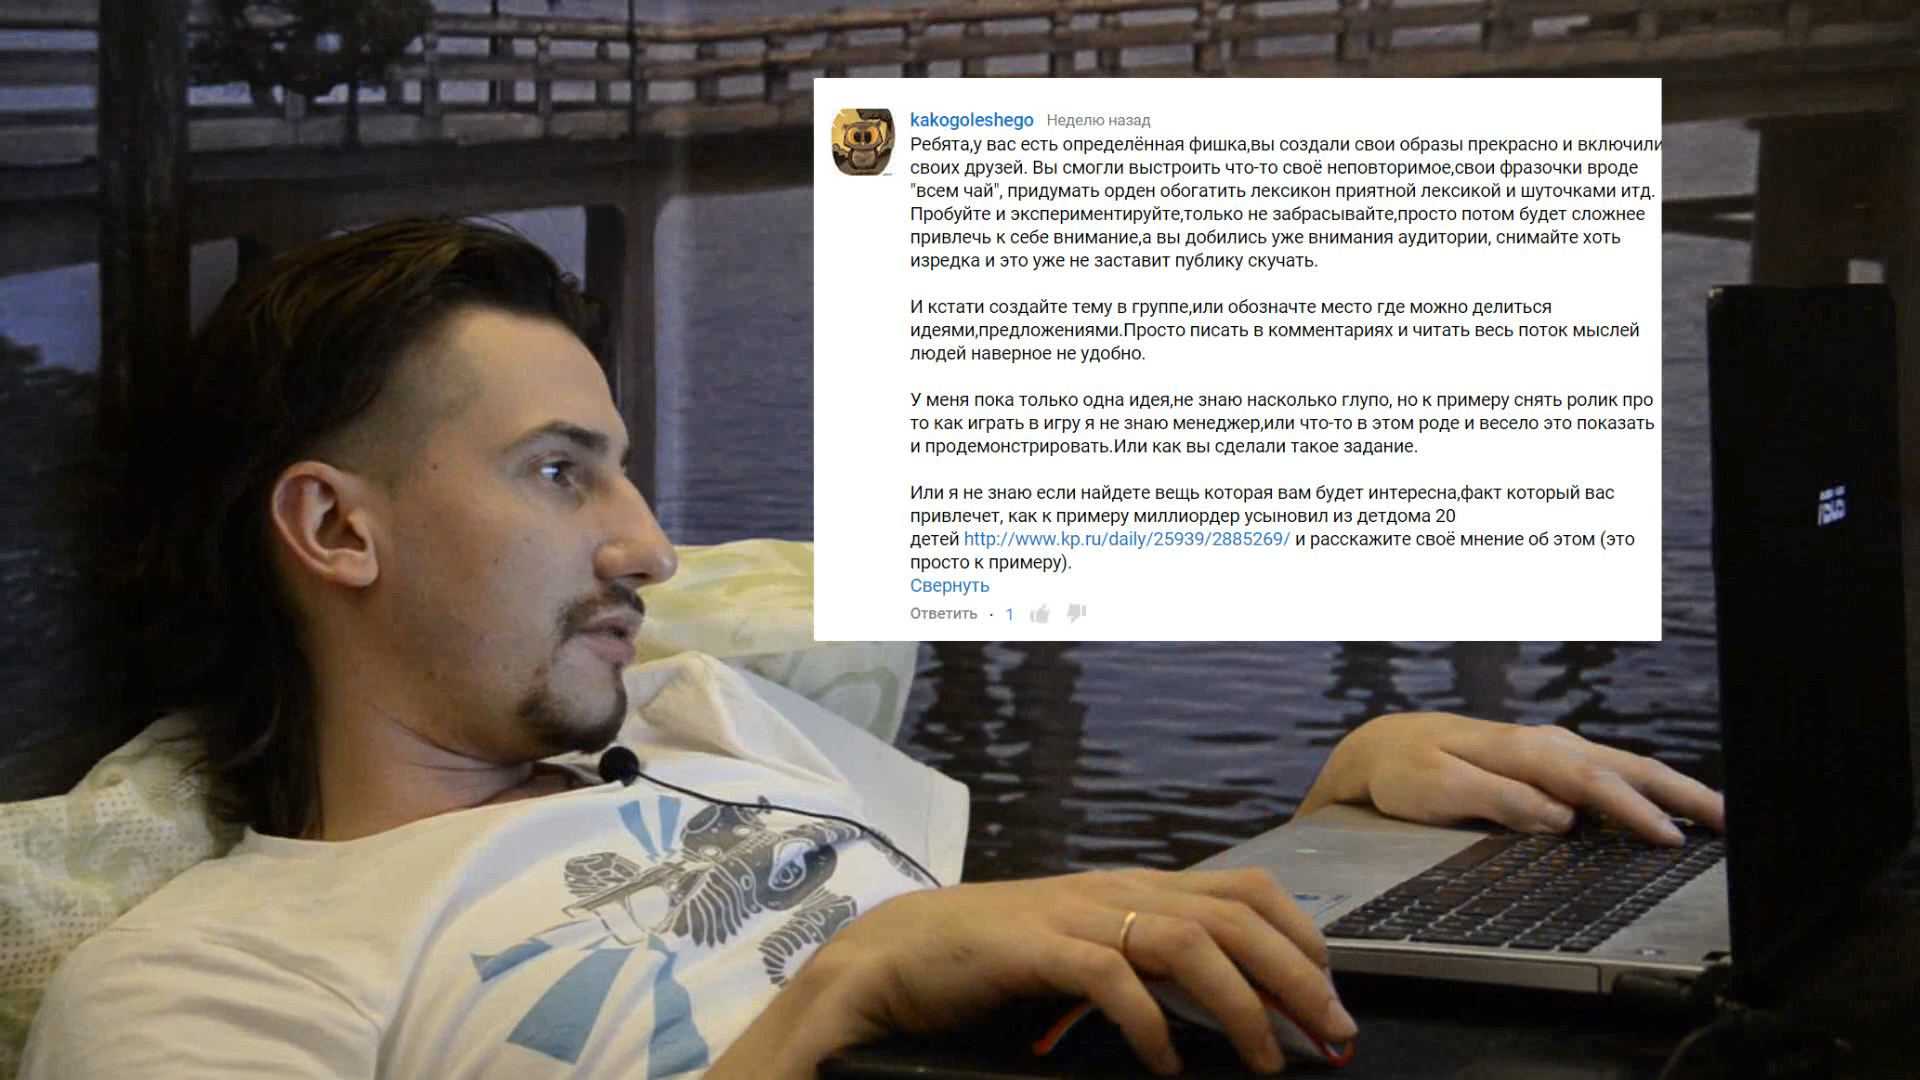 kakogoleshego Неделю назад
Ребята,у вас есть определённая фишка,вы создали свои образы прекрасно и включили
своих друзей. Вы смогли выстроить что-то своё неповторимое,свои фразочки вроде
"всем чай", придумать орден обогатить лексикон приятной лексикой и шуточками итд.
Пробуйте и экспериментируйте,только не забрасывайте,просто потом будет сложнее
привлечь к себе внимание,а вы добились уже внимания аудитории, снимайте хоть
изредка и это уже не заставит публику скучать.
И кстати создайте тему в группе,или обозначте место где можно делиться
идеями,предложениями.Просто писать в комментариях и читать весь поток мыслей
людей наверное не удобно.
У меня пока только одна идея,не знаю насколько глупо, но к примеру снять ролик про
то как играть в игру я не знаю менеджер,или что-то в этом роде и весело это показать
и продемонстрировать.Или как вы сделали такое задание.
Или я не знаю если найдете вещь которая вам будет интересна,факт который вас
привлечет, как к примеру миллиордер усыновил из детдома 20
детей http://www.kp.ru/daily/25939/2885269/ и расскажите своё мнение об этом (это
просто к примеру).
Свернуть
Ответить · 1
ASUS